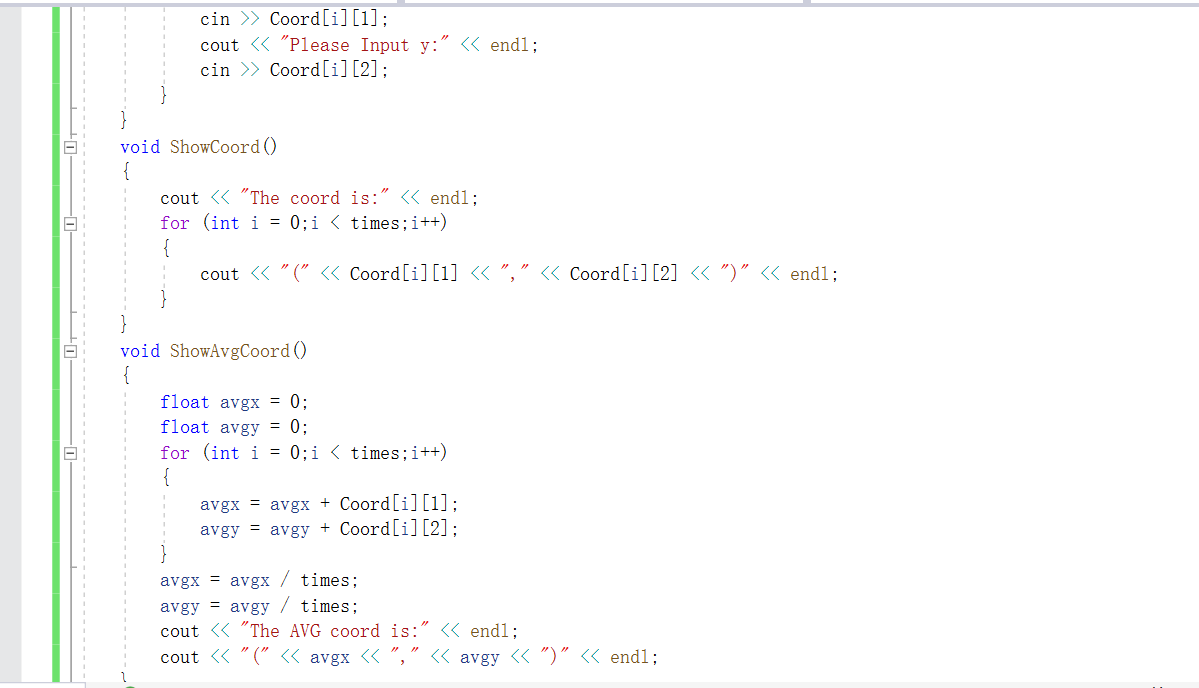 cin >> Coord[i][1];
cout << "Please Input y:" << endl;
cin >> Coord[i][2];
}
}
void ShowCoord()
{
cout << "The coord is:" << endl;
for (int i = 0;i < times;i++)
{
cout << "(" << Coord[i][1] << "," << Coord[i][2] << ")" << endl;
}
}
void ShowAvgCoord()
{
float avgx = 0;
float avgy = 0;
for (int i = 0;i < times;i++)
{
avgx = avgx + Coord[i][1];
avgy = avgy + Coord[i][2];
}
avgx = avgx / times;
avgy = avgy / times;
cout << "The AVG coord is:" << endl;
cout << "(" << avgx << "," << avgy << ")" << endl;
}